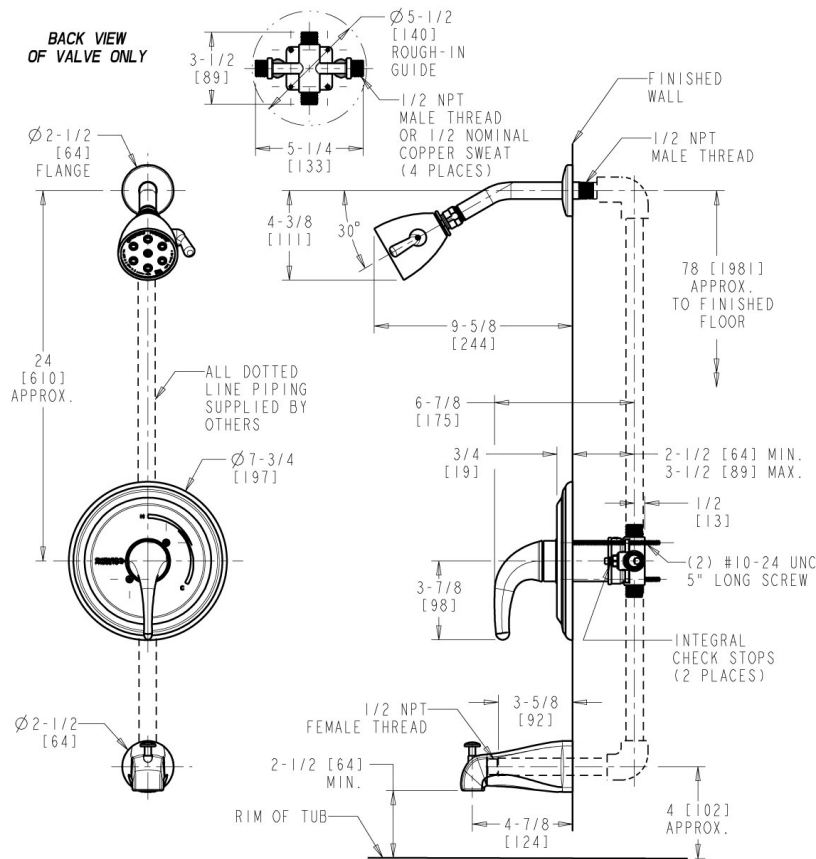 BACK VIEW
OF VALVE ONLY
3-1/2
[89]
Ø 5-1/2
[140]
ROUGH-IN
GUIDE
5-1/4
[133]
1/2 NPT
MALE THREAD
OR 1/2 NOMINAL
COPPER SWEAT
(4 PLACES)
FINISHED
WALL
1/2 NPT
MALE THREAD
Ø 2-1/2
[64]
FLANGE
4-3/8
[111]
30°
78 [1981]
APPROX.
TO FINISHED
FLOOR
9-5/8
[244]
24
[610]
APPROX.
ALL DOTTED
LINE PIPING
SUPPLIED BY
OTHERS
6-7/8
[175]
Ø 7-3/4
[197]
3/4
[19]
2-1/2 [64] MIN.
3-1/2 [89] MAX.
1/2
[13]
H
C
3-7/8
[98]
(2) #10-24 UNC
5" LONG SCREW
INTEGRAL
CHECK STOPS
(2 PLACES)
Ø 2-1/2
[64]
1/2 NPT
FEMALE THREAD
3-5/8
[92]
2-1/2 [64]
MIN.
RIM OF TUB
4-7/8
[124]
4 [102]
APPROX.